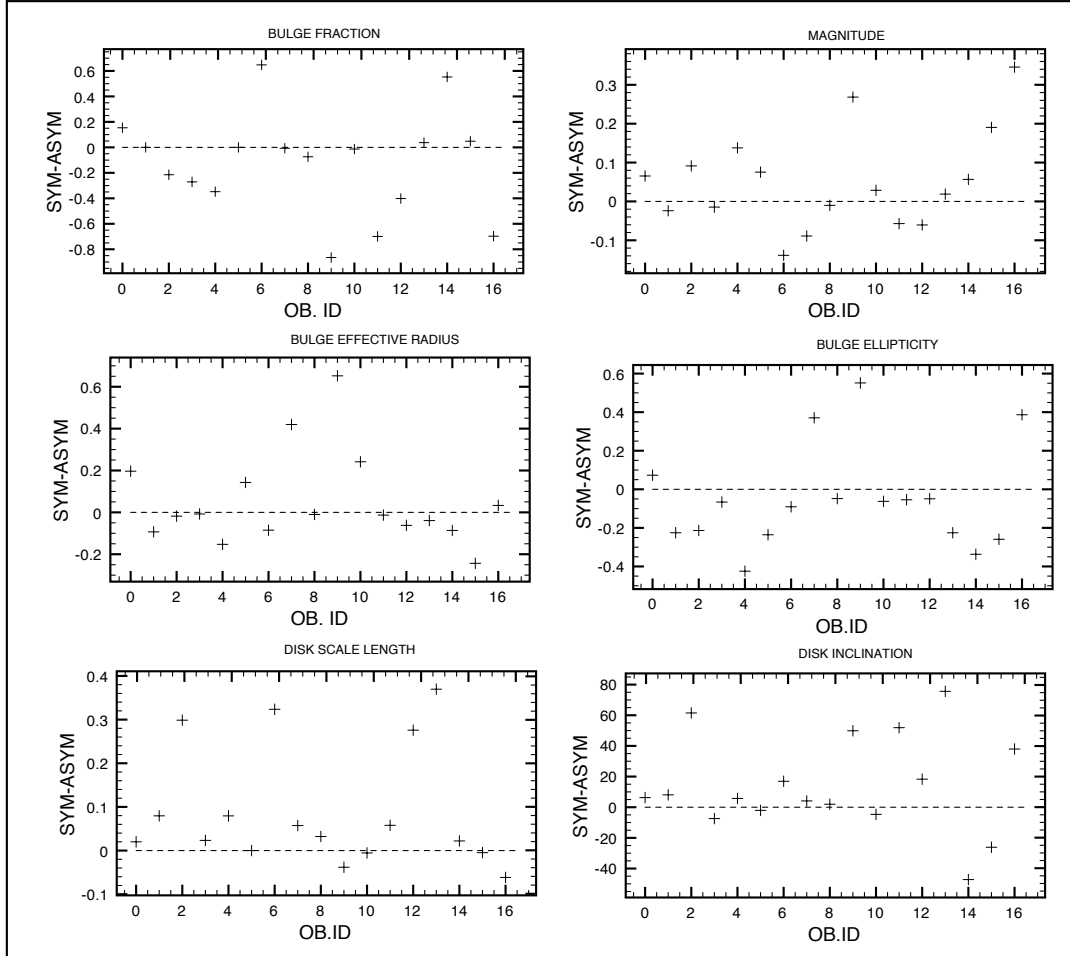 BULGE FRACTION
SYM-ASYM
0.6
0.4
0.2
0
-0.2
-0.4
-0.6
-0.8
0 2 4 6 8 10 12 14 16
OB. ID
MAGNITUDE
SYM-ASYM
0.3
0.2
0.1
0
-0.1
0 2 4 6 8 10 12 14 16
OB.ID
BULGE EFFECTIVE RADIUS
SYM-ASYM
0.6
0.4
0.2
0
-0.2
0 2 4 6 8 10 12 14 16
OB. ID
BULGE ELLIPTICITY
SYM-ASYM
0.6
0.4
0.2
0
-0.2
-0.4
0 2 4 6 8 10 12 14 16
OB.ID
DISK SCALE LENGTH
SYM-ASYM
0.4
0.3
0.2
0.1
0
-0.1
0 2 4 6 8 10 12 14 16
OB.ID
DISK INCLINATION
SYM-ASYM
80
60
40
20
0
-20
-40
0 2 4 6 8 10 12 14 16
OB.ID